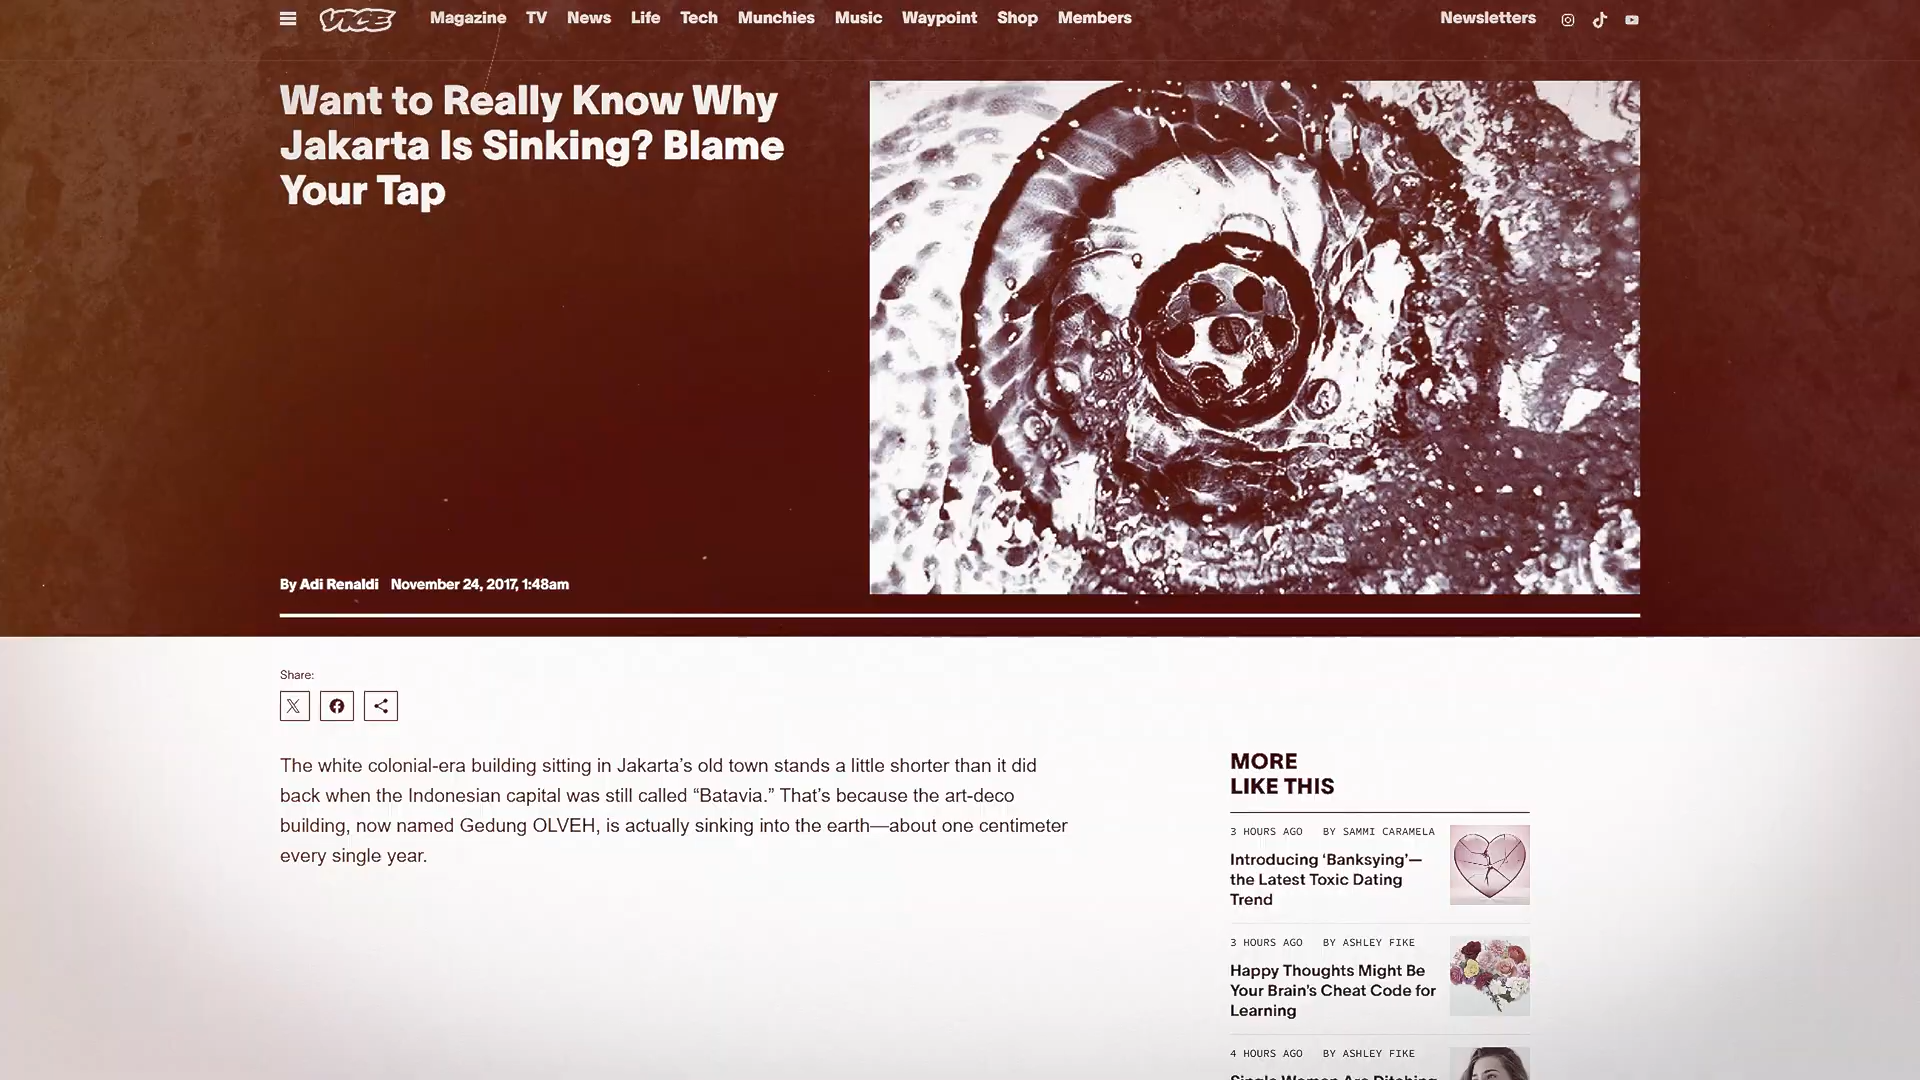 VICE
Magazine TV News Life Tech Munchies Music Waypoint Shop Members
Newsletters
Want to Really Know Why
Jakarta Is Sinking? Blame
Your Tap
By Adi Renaldi November 24, 2017, 1:48am
Share:
The white colonial-era building sitting in Jakarta’s old town stands a little shorter than it did
back when the Indonesian capital was still called “Batavia.” That’s because the art-deco
building, now named Gedung OLVEH, is actually sinking into the earth—about one centimeter
every single year.
MORE
LIKE THIS
3 HOURS AGO BY SAMMI CARAMELA
Introducing ‘Banksying’—
the Latest Toxic Dating
Trend
3 HOURS AGO BY ASHLEY FIKE
Happy Thoughts Might Be
Your Brain’s Cheat Code for
Learning
4 HOURS AGO BY ASHLEY FIKE
Single Women Are Ditching